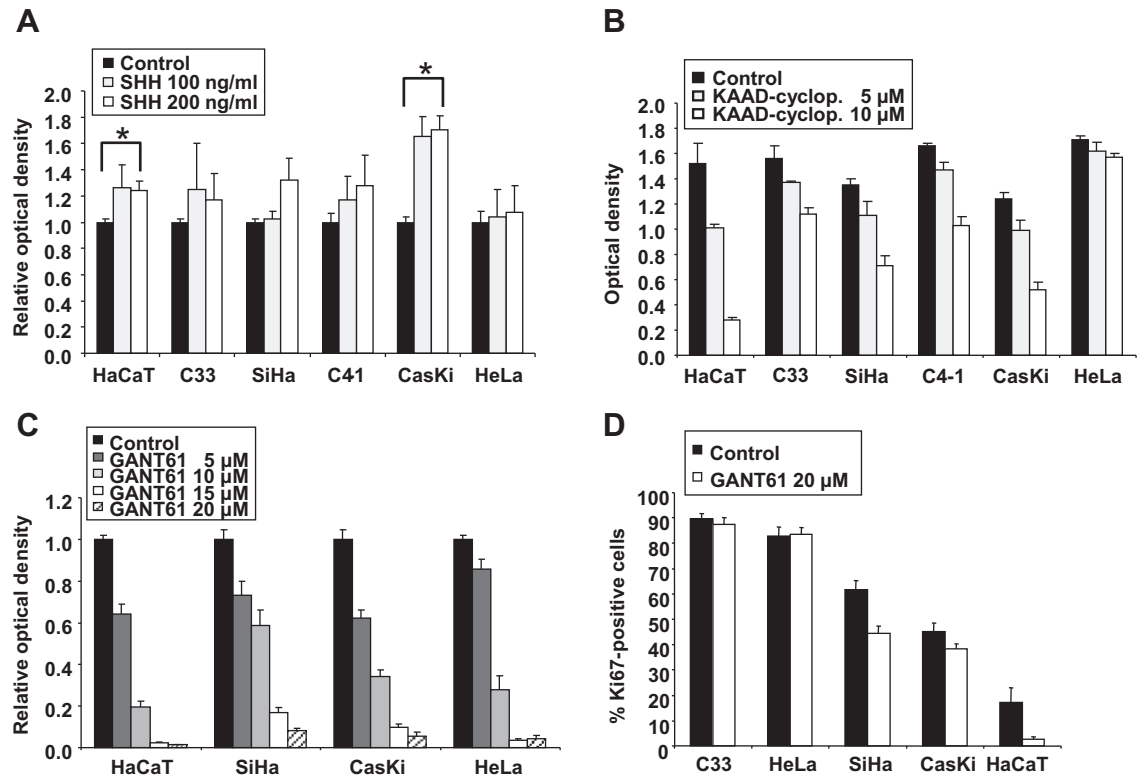 A
Control
SHH 100 ng/ml
SHH 200 ng/ml
Relative optical density
2.0
1.8
1.6
1.4
1.2
1.0
0.8
0.6
0.4
0.2
0.0
*
*
HaCaT C33 SiHa C41 CasKi HeLa
B
Control
KAAD-cyclop. 5 µM
KAAD-cyclop. 10 µM
Optical density
2.0
1.8
1.6
1.4
1.2
1.0
0.8
0.6
0.4
0.2
0.0
HaCaT C33 SiHa C4-1 CasKi HeLa
C
Control
GANT61 5 µM
GANT61 10 µM
GANT61 15 µM
GANT61 20 µM
Relative optical density
1.2
1.0
0.8
0.6
0.4
0.2
0.0
HaCaT SiHa CasKi HeLa
D
Control
GANT61 20 µM
% Ki67-positive cells
100
90
80
70
60
50
40
30
20
10
0
C33 HeLa SiHa CasKi HaCaT